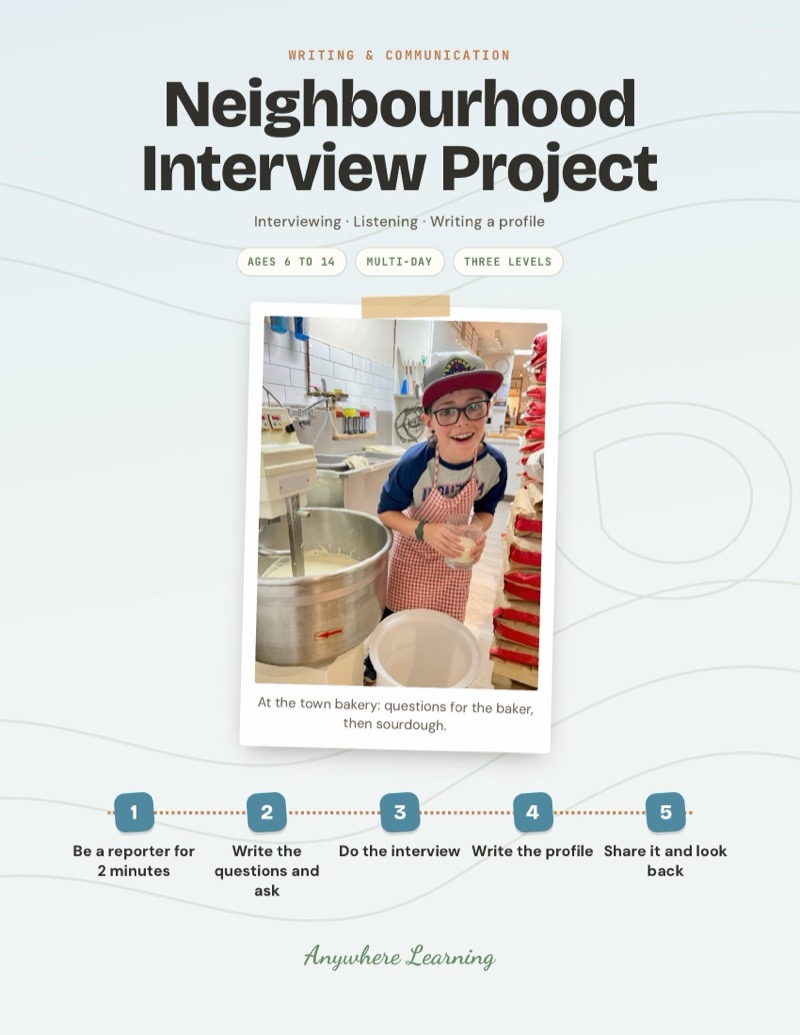 WRITING & COMMUNICATION
Neighbourhood
Interview Project
Interviewing · Listening · Writing a profile
AGES 6 TO 14
MULTI-DAY
THREE LEVELS
At the town bakery: questions for the baker,
then sourdough.
1
2
3
4
5
Be a reporter for
2 minutes
Write the
questions and
ask
Do the interview
Write the profile
Share it and look
back
Anywhere Learning